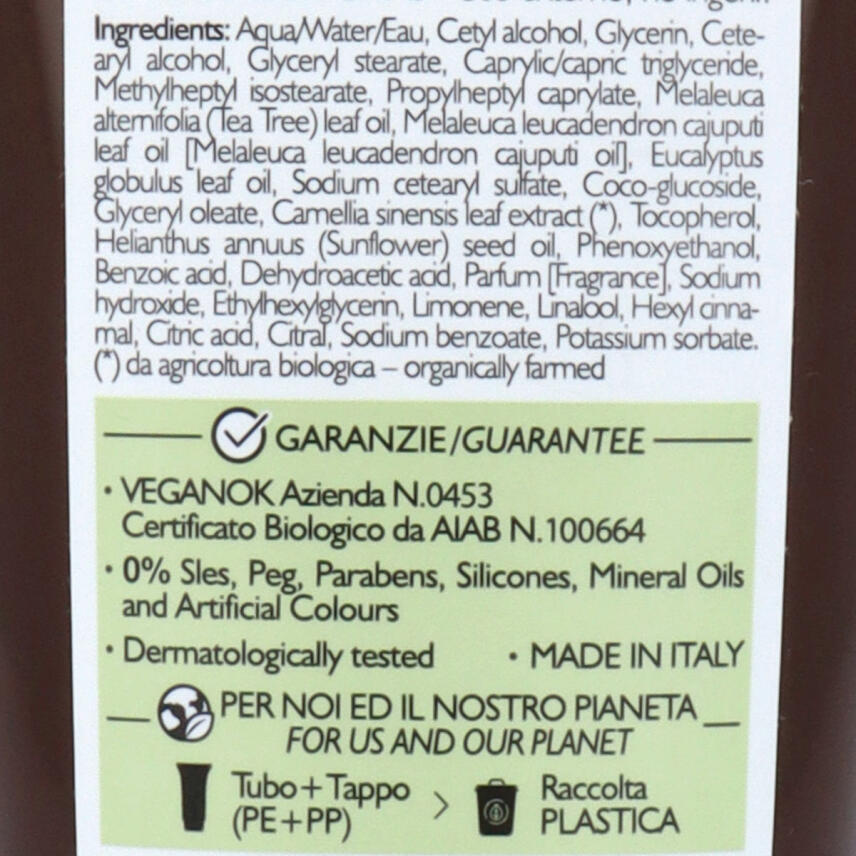 Ingredients: Aqua/Water/Eau, Cetyl alcohol, Glycerin, Cete-
aryl alcohol, Glyceryl stearate, Caprylic/capric triglyceride,
Methylheptyl isostearate, Propylheptyl caprylate, Melaleuca
alternifolia (Tea Tree) leaf oil, Melaleuca leucadendron cajuputi
leaf oil [Melaleuca leucadendron cajuputi oil], Eucalyptus
globulus leaf oil, Sodium cetearyl sulfate, Coco-glucoside,
Glyceryl oleate, Camellia sinensis leaf extract (*), Tocopherol,
Helianthus annuus (Sunflower) seed oil, Phenoxyethanol,
Benzoic acid, Dehydroacetic acid, Parfum [Fragrance], Sodium
hydroxide, Ethylhexylglycerin, Limonene, Linalool, Hexyl cinna-
mal, Citric acid, Citral, Sodium benzoate, Potassium sorbate.
(*) da agricoltura biologica – organically farmed
GARANZIE/GUARANTEE
• VEGANOK Azienda N.0453
Certificato Biologico da AIAB N.100664
• 0% Sles, Peg, Parabens, Silicones, Mineral Oils
and Artificial Colours
• Dermatologically tested • MADE IN ITALY
PER NOI ED IL NOSTRO PIANETA
FOR US AND OUR PLANET
Tubo+Tappo > Raccolta
(PE+PP) PLASTICA